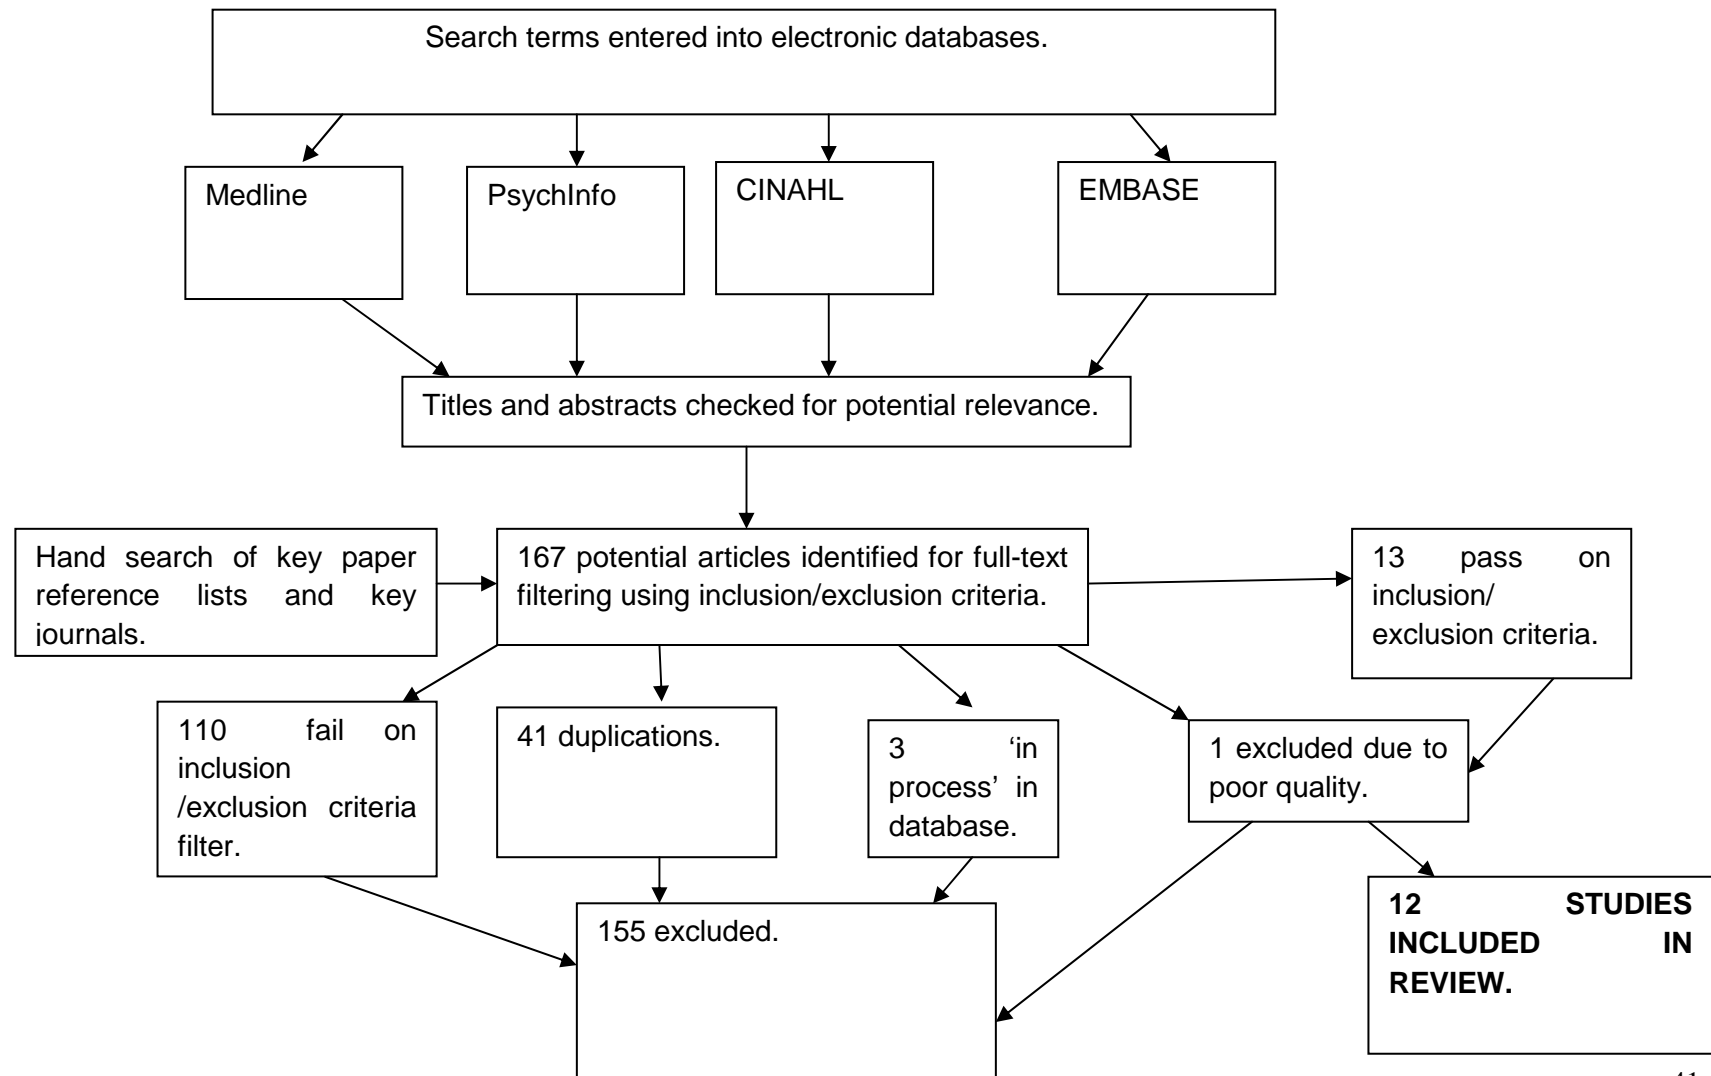 Search terms entered into electronic databases.
Medline
PsychInfo
CINAHL
EMBASE
Titles and abstracts checked for potential relevance.
Hand search of key paper
reference lists and key
journals.
167 potential articles identified for full-text
filtering using inclusion/exclusion criteria.
13 pass on
inclusion/
exclusion criteria.
110 fail on
inclusion
/exclusion criteria
filter.
41 duplications.
3 ‘in
process’ in
database.
1 excluded due to
poor quality.
155 excluded.
12 STUDIES
INCLUDED IN
REVIEW.